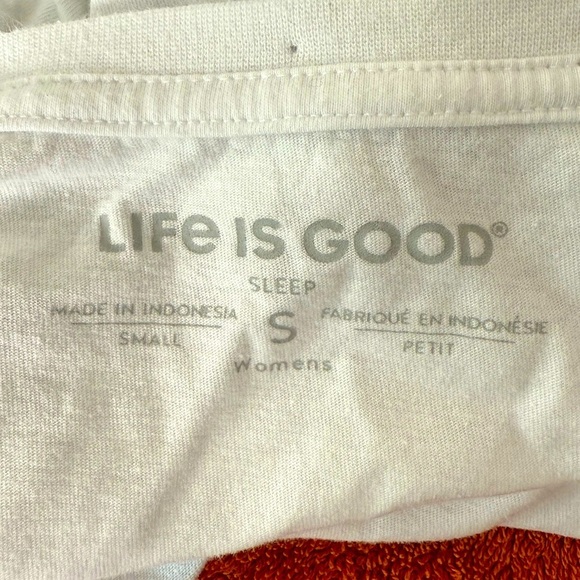 LIFe IS GOOD®
SLEEP
MADE IN INDONESIA S FABRIQUÉ EN INDONÉSIE
SMALL PETIT
Womens